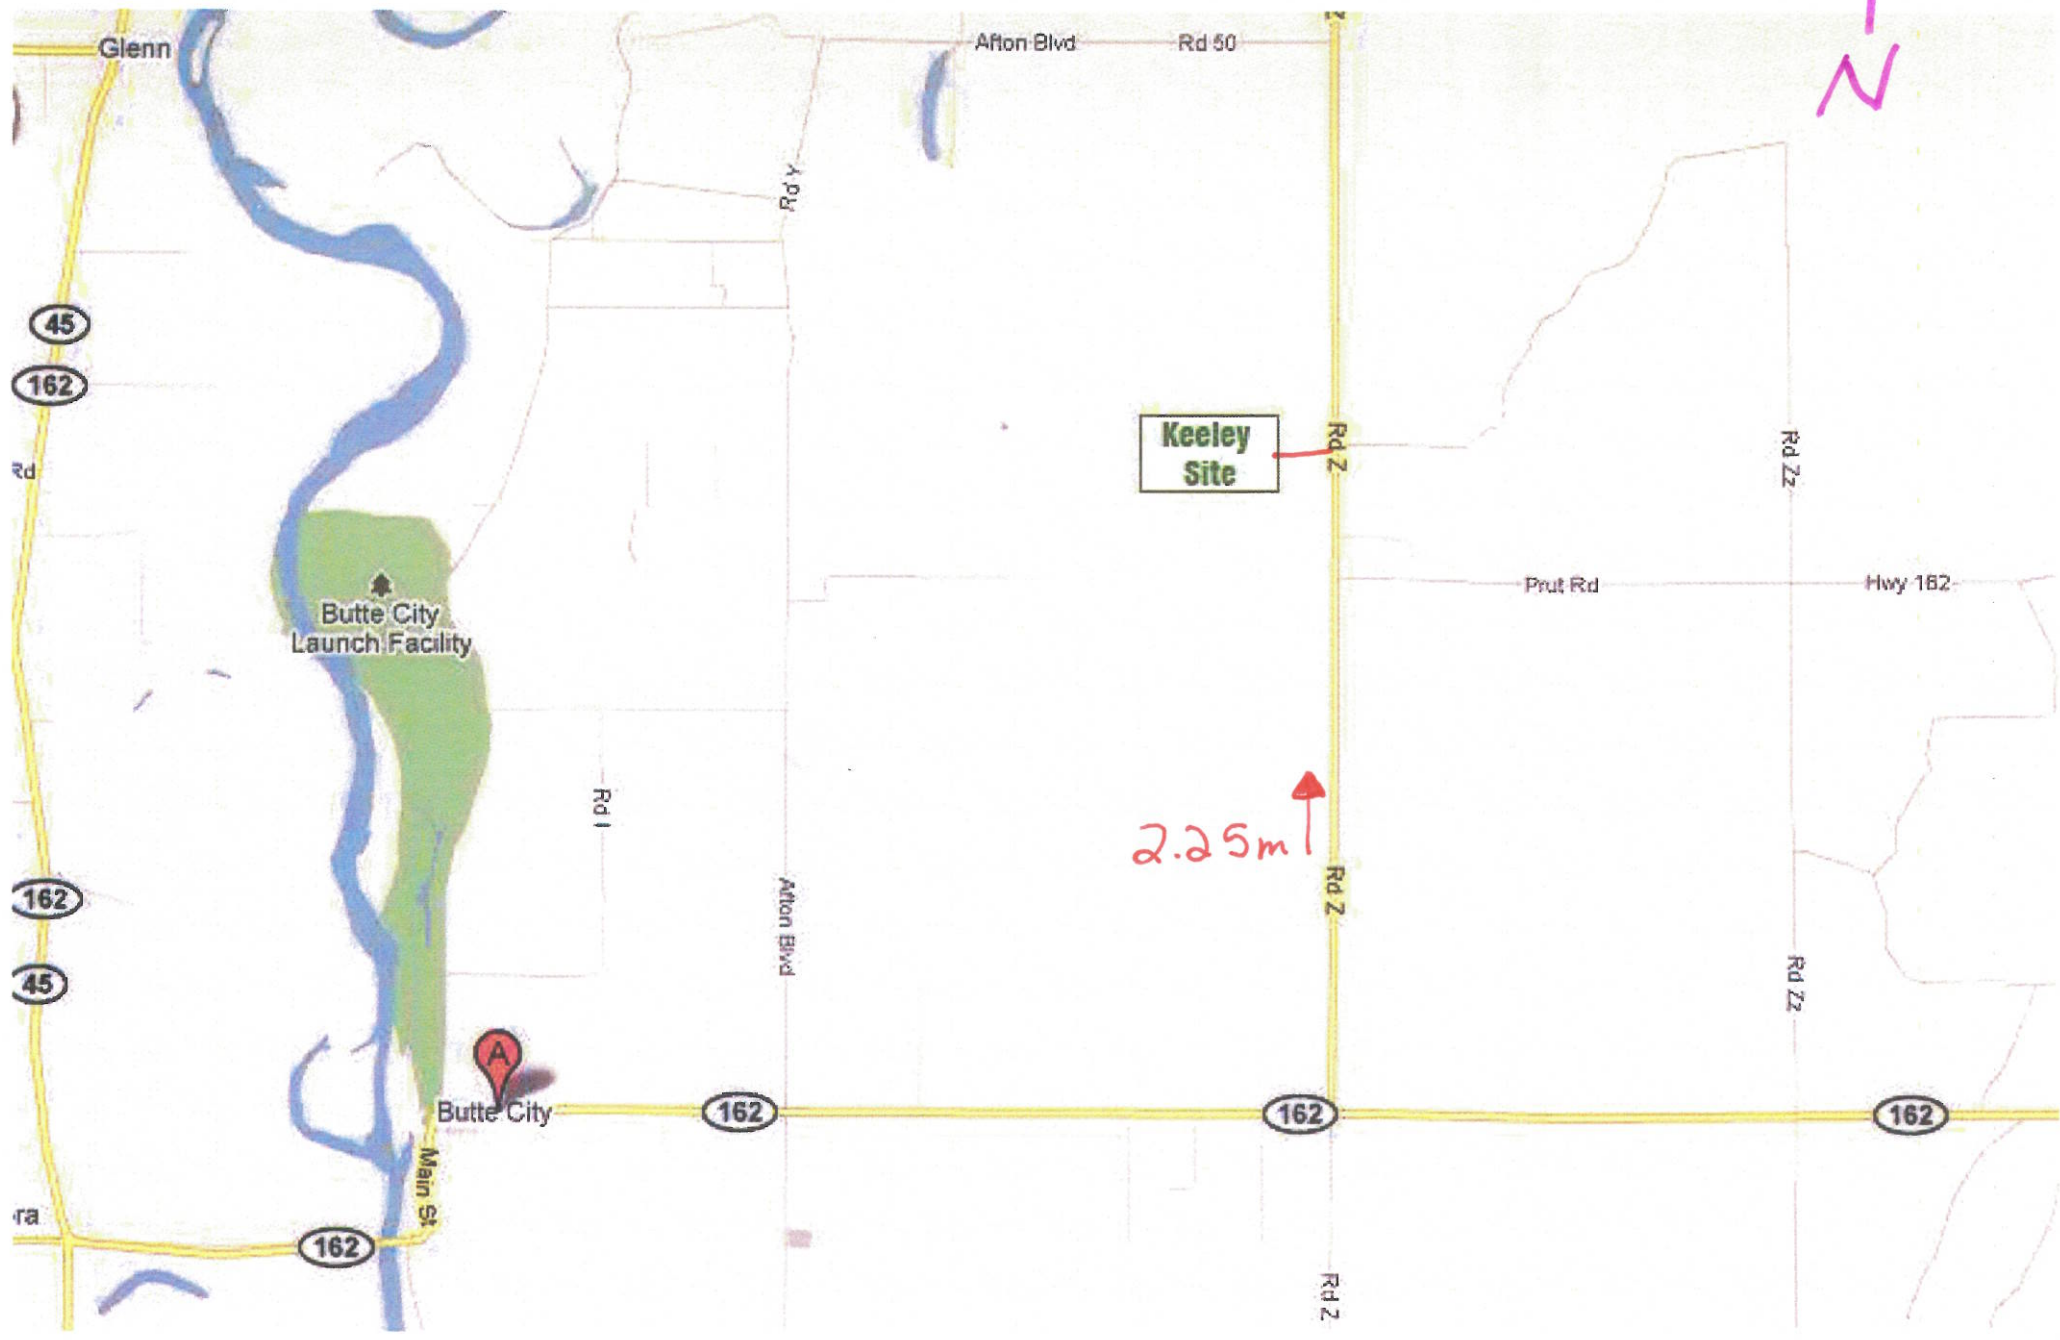 Glenn
Afton Blvd
Rd 50
Z
N
Rd Y
45
162
Rd
Keeley
Site
Rd Z
Rd Zz
Butte City
Launch Facility
Prut Rd
Hwy 162
Rd I
2.25m
162
Rd Z
Afton Blvd
45
Rd Zz
A
Butte City
162
162
162
Main St
ra
162
Rd Z